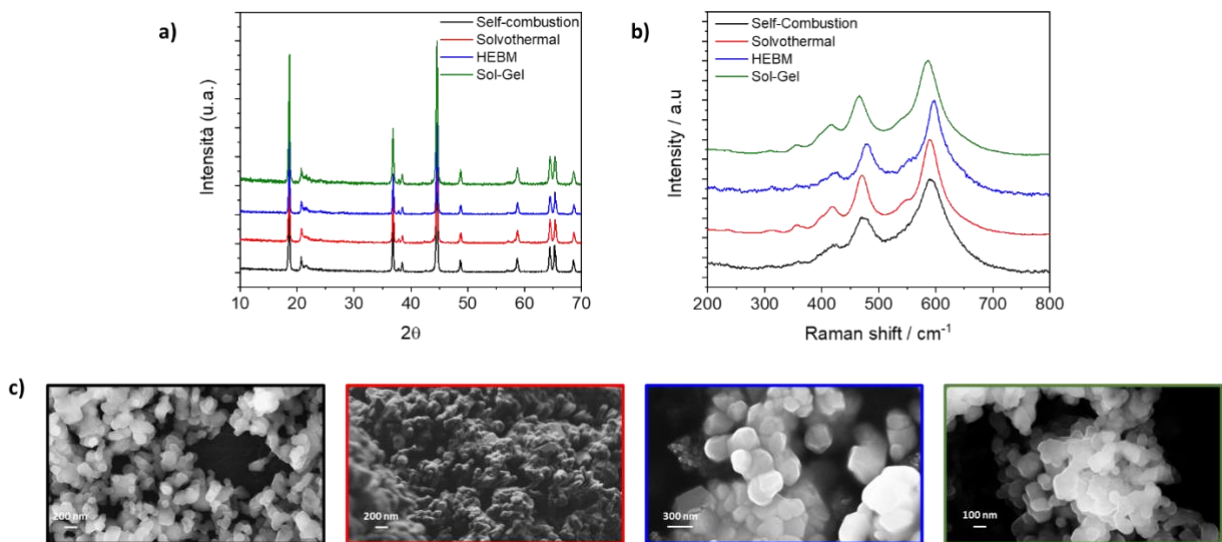 a)
Self-combustion
Solvothermal
HEBM
Sol-Gel
Intensità (u.a.)
10 20 30 40 50 60 70
2θ
b)
Self-Combustion
Solvothermal
HEBM
Sol-Gel
Intensity / a.u
200 300 400 500 600 700 800
Raman shift / cm⁻¹
c)
200 nm
200 nm
300 nm
100 nm